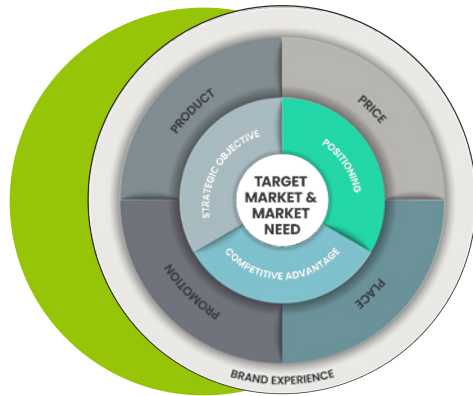 PRODUCT
PRICE
STRATEGIC OBJECTIVE
POSITIONING
TARGET
MARKET &
MARKET
NEED
COMPETITIVE ADVANTAGE
PROMOTION
PLACE
BRAND EXPERIENCE